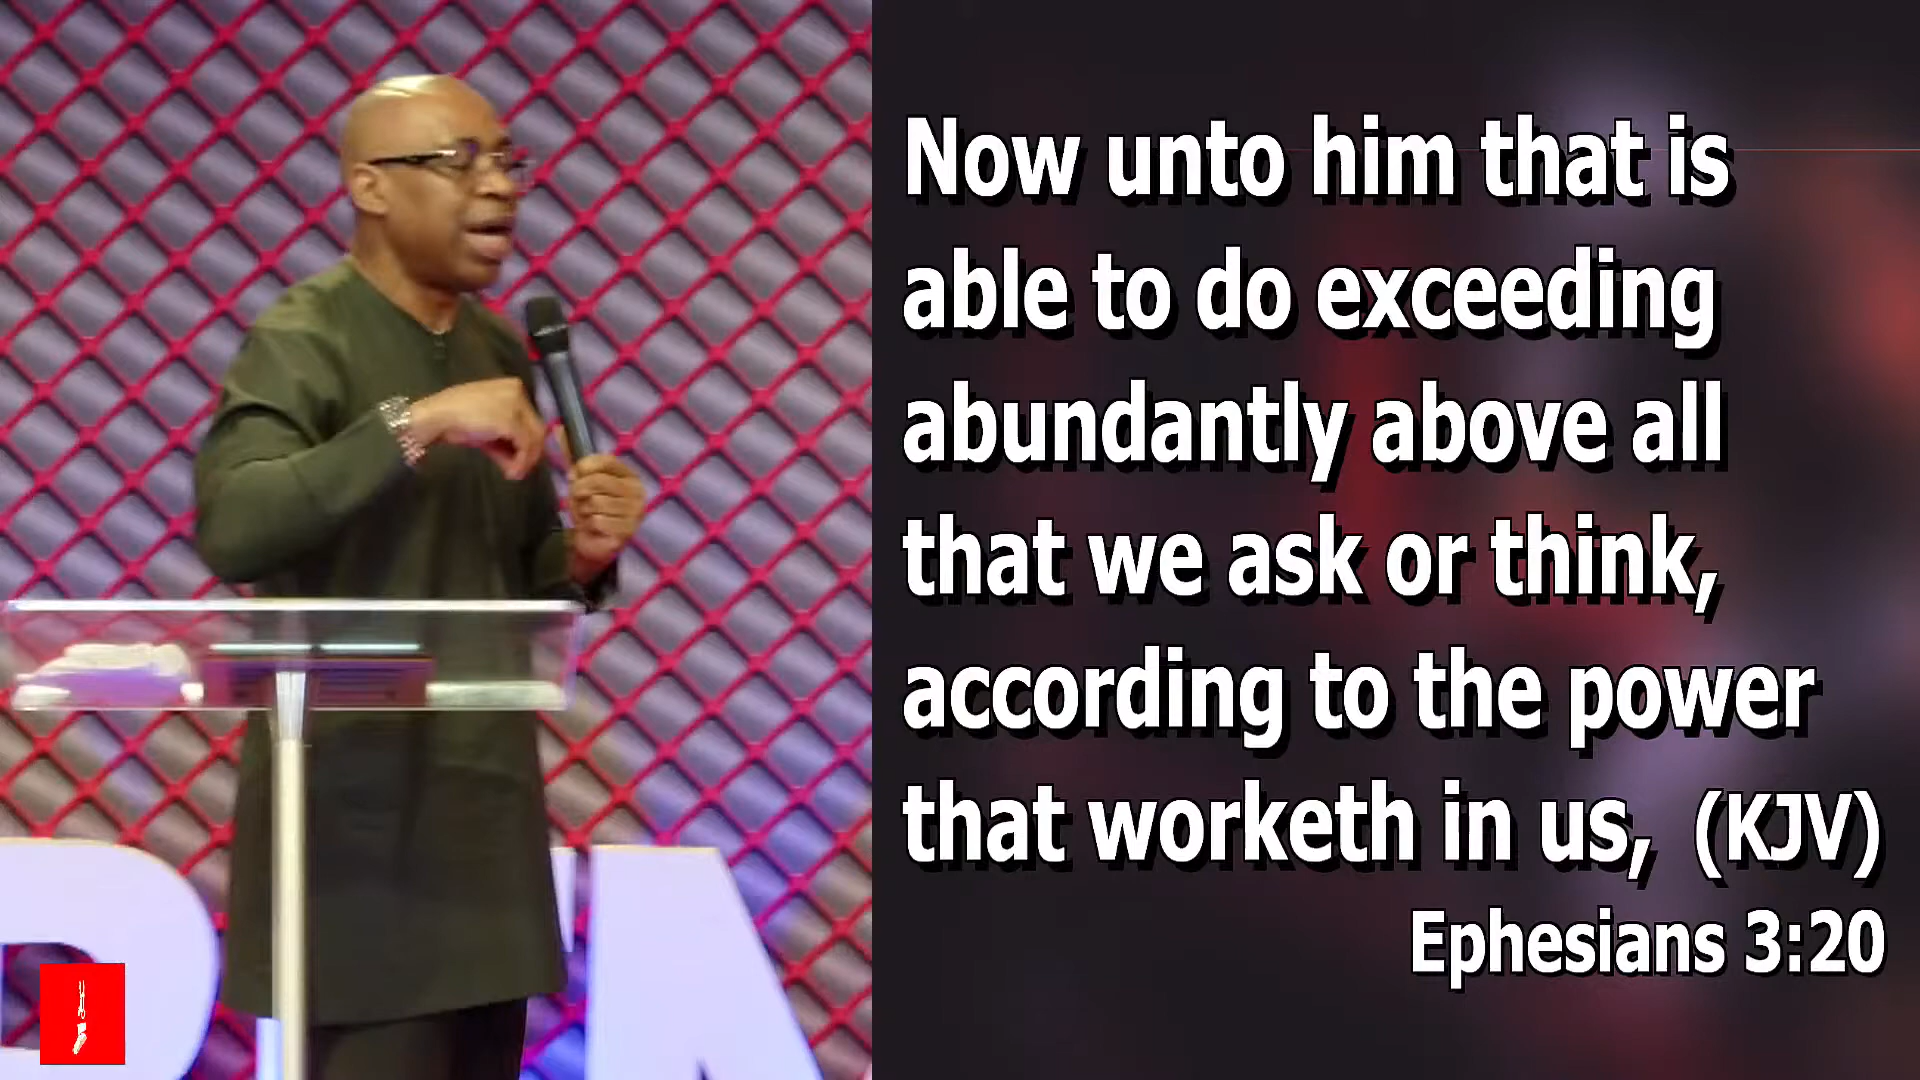 Now unto him that is
able to do exceeding
abundantly above all
that we ask or think,
according to the power
that worketh in us, (KJV)
Ephesians 3:20